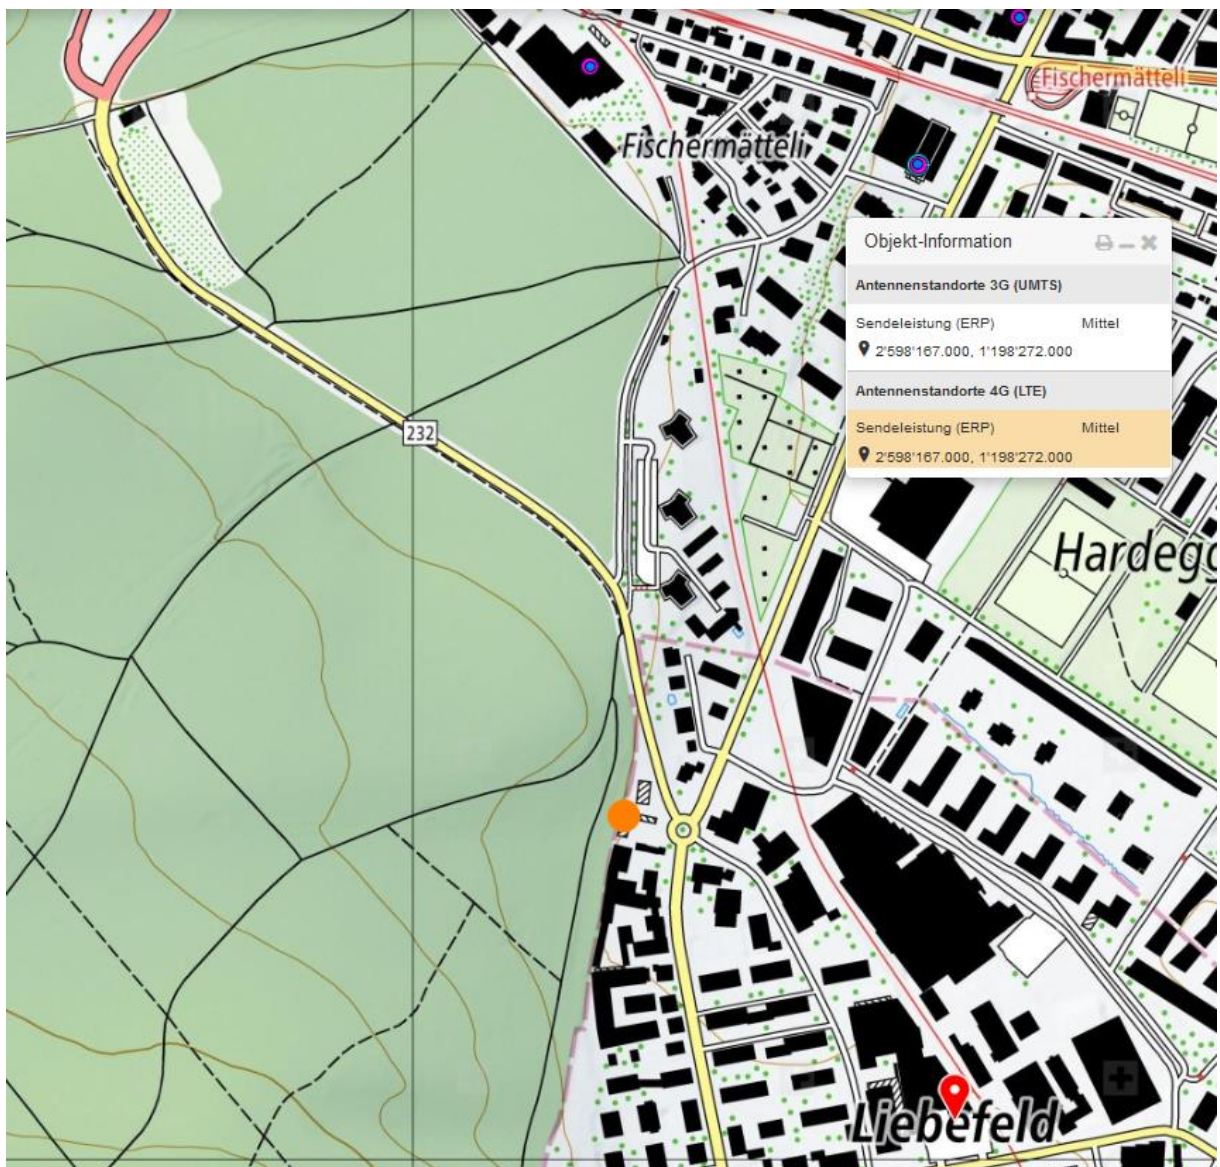 Fischermätteli
Fischermätteli
Objekt-Information
Antennenstandorte 3G (UMTS)
Sendeleistung (ERP) Mittel
2'598'167.000, 1'198'272.000
Antennenstandorte 4G (LTE)
Sendeleistung (ERP) Mittel
2'598'167.000, 1'198'272.000
232
Hardegg
Liebefeld